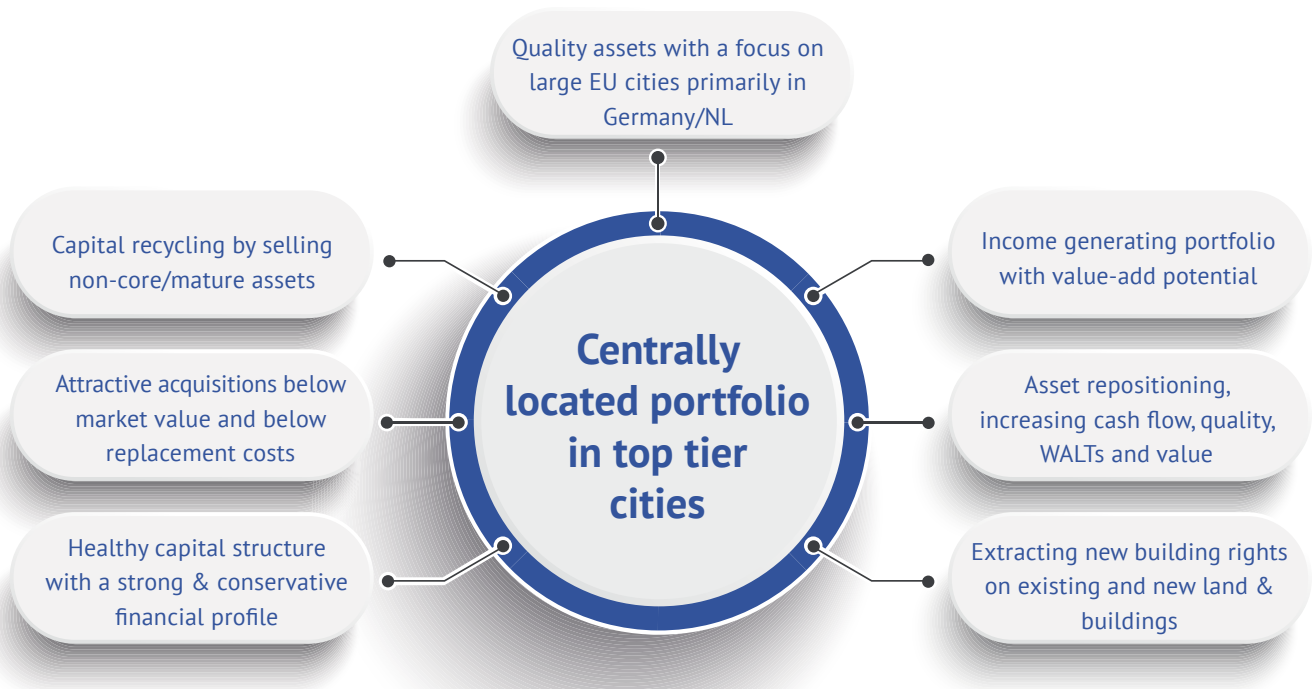 Quality assets with a focus on
large EU cities primarily in
Germany/NL
Capital recycling by selling
non-core/mature assets
Income generating portfolio
with value-add potential
Centrally
located portfolio
in top tier
cities
Attractive acquisitions below
market value and below
replacement costs
Asset repositioning,
increasing cash flow, quality,
WALTs and value
Healthy capital structure
with a strong & conservative
financial profile
Extracting new building rights
on existing and new land &
buildings